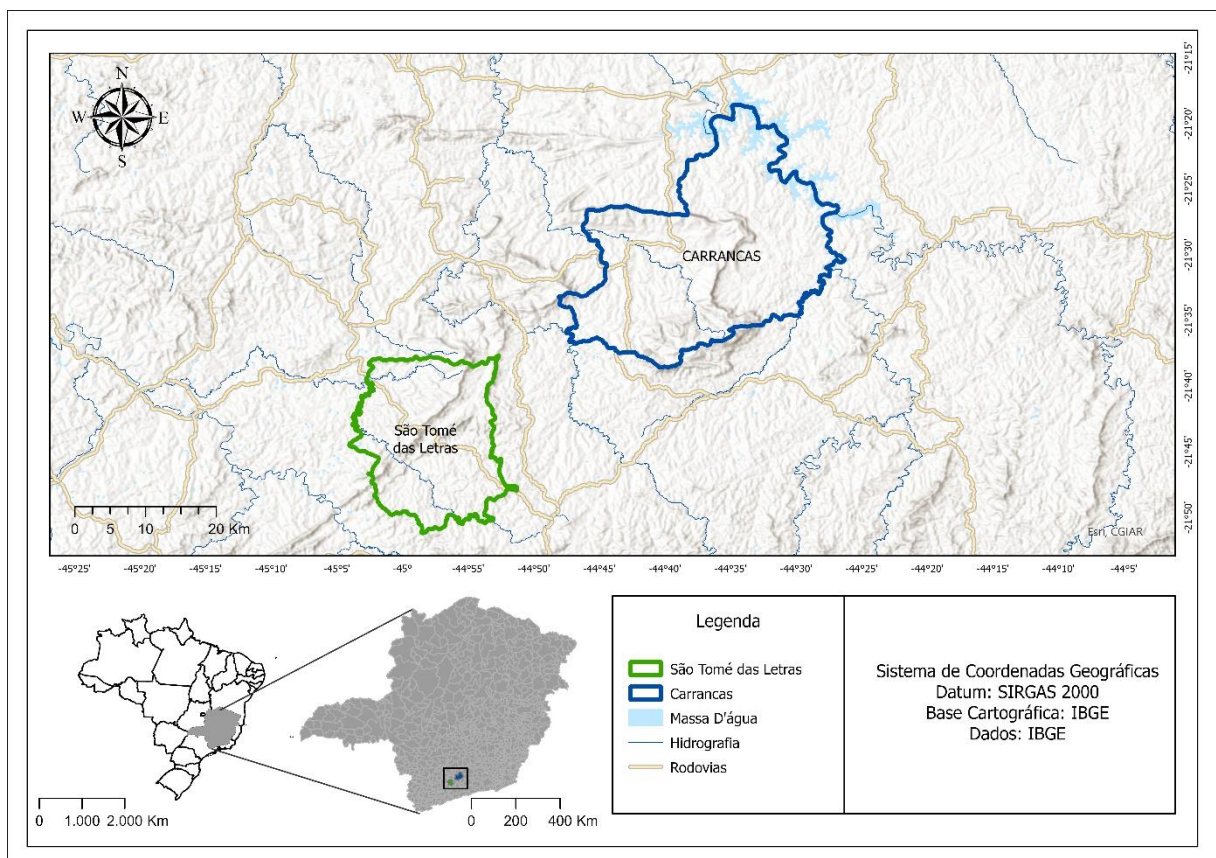 N
W E
S
-21°15'
-21°20'
-21°25'
-21°30'
-21°35'
-21°40'
-21°45'
-21°50'
CARRANCAS
São Tomé
das Letras
0 5 10 20 Km
Esri, CGIAR
-45°25' -45°20' -45°15' -45°10' -45°5' -45°0' -44°55' -44°50' -44°45' -44°40' -44°35' -44°30' -44°25' -44°20' -44°15' -44°10' -44°5'
0 1.000 2.000 Km
0 200 400 Km
Legenda
São Tomé das Letras
Carrancas
Massa D'água
Hidrografia
Rodovias
Sistema de Coordenadas Geográficas
Datum: SIRGAS 2000
Base Cartográfica: IBGE
Dados: IBGE